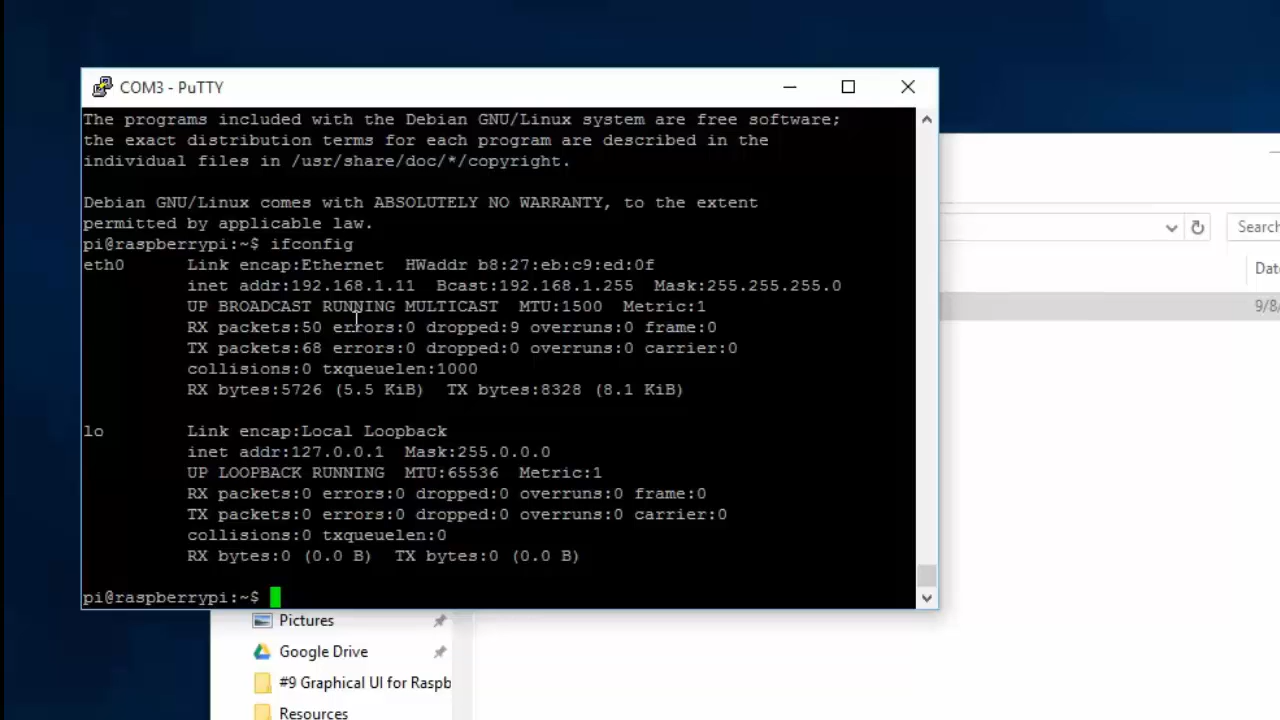 COM3 - PuTTY
The programs included with the Debian GNU/Linux system are free software;
the exact distribution terms for each program are described in the
individual files in /usr/share/doc/*/copyright.
Debian GNU/Linux comes with ABSOLUTELY NO WARRANTY, to the extent
permitted by applicable law.
pi@raspberrypi:~$ ifconfig
eth0 Link encap:Ethernet HWaddr b8:27:eb:c9:ed:0f
inet addr:192.168.1.11 Bcast:192.168.1.255 Mask:255.255.255.0
UP BROADCAST RUNNING MULTICAST MTU:1500 Metric:1
RX packets:50 errors:0 dropped:9 overruns:0 frame:0
TX packets:68 errors:0 dropped:0 overruns:0 carrier:0
collisions:0 txqueuelen:1000
RX bytes:5726 (5.5 KiB) TX bytes:8328 (8.1 KiB)
lo Link encap:Local Loopback
inet addr:127.0.0.1 Mask:255.0.0.0
UP LOOPBACK RUNNING MTU:65536 Metric:1
RX packets:0 errors:0 dropped:0 overruns:0 frame:0
TX packets:0 errors:0 dropped:0 overruns:0 carrier:0
collisions:0 txqueuelen:0
RX bytes:0 (0.0 B) TX bytes:0 (0.0 B)
pi@raspberrypi:~$
Search
Dat
9/8/
Pictures
Google Drive
#9 Graphical UI for Raspb
Resources